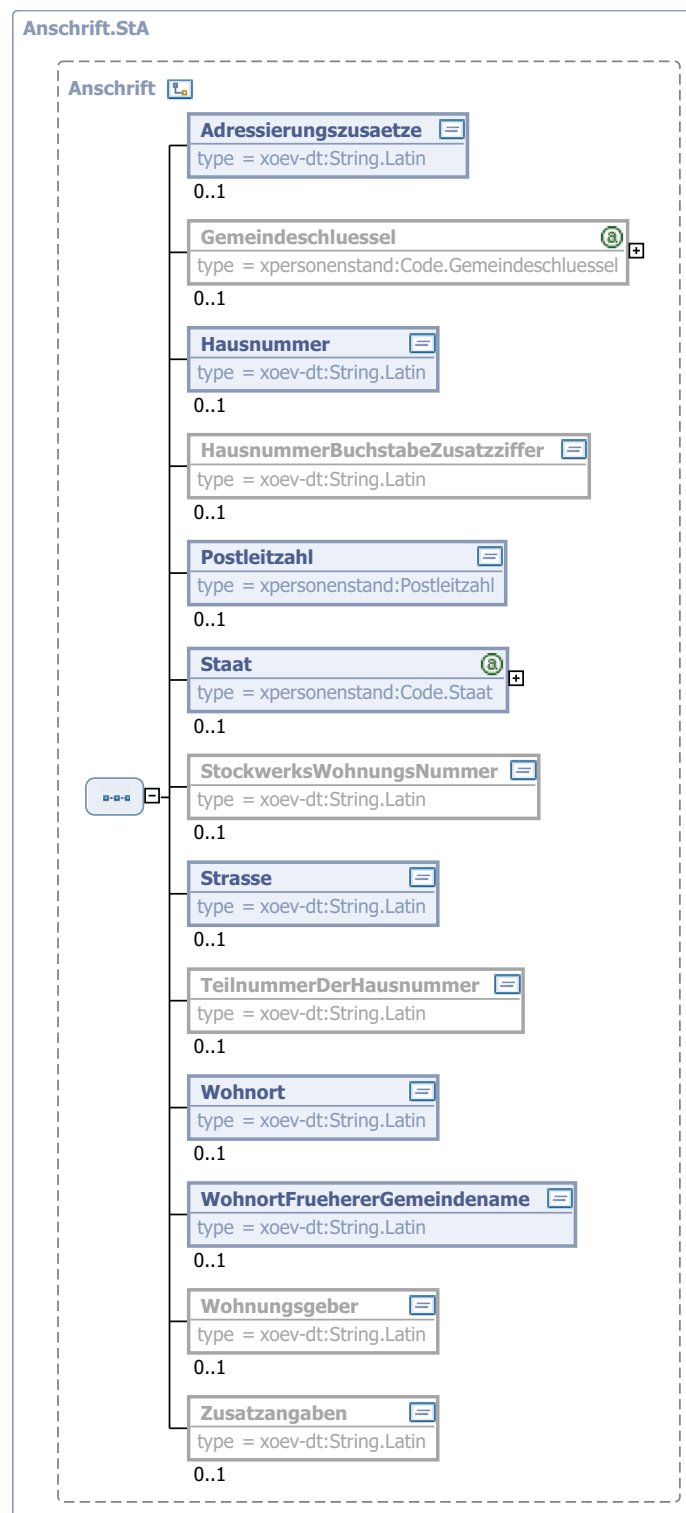 Anschrift.StA
Anschrift
Adressierungszusaetze
type = xoev-dt:String.Latin
0..1
Gemeindeschluessel
type = xpersonenstand:Code.Gemeindeschluessel
0..1
Hausnummer
type = xoev-dt:String.Latin
0..1
HausnummerBuchstabeZusatzziffer
type = xoev-dt:String.Latin
0..1
Postleitzahl
type = xpersonenstand:Postleitzahl
0..1
Staat
type = xpersonenstand:Code.Staat
0..1
StockwerksWohnungsNummer
type = xoev-dt:String.Latin
0..1
Strasse
type = xoev-dt:String.Latin
0..1
TeilnummerDerHausnummer
type = xoev-dt:String.Latin
0..1
Wohnort
type = xoev-dt:String.Latin
0..1
WohnortFruehererGemeindename
type = xoev-dt:String.Latin
0..1
Wohnungsgeber
type = xoev-dt:String.Latin
0..1
Zusatzangaben
type = xoev-dt:String.Latin
0..1